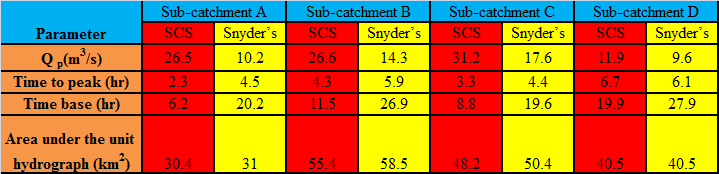 Parameter Sub-catchment A Sub-catchment B Sub-catchment C Sub-catchment D
SCS Snyder's SCS Snyder's SCS Snyder's SCS Snyder's
Q p(m³/s) 26.5 10.2 26.6 14.3 31.2 17.6 11.9 9.6
Time to peak (hr) 2.3 4.5 4.3 5.9 3.3 4.4 6.7 6.1
Time base (hr) 6.2 20.2 11.5 26.9 8.8 19.6 19.9 27.9
Area under the unit
hydrograph (km²) 30.4 31 55.4 58.5 48.2 50.4 40.5 40.5